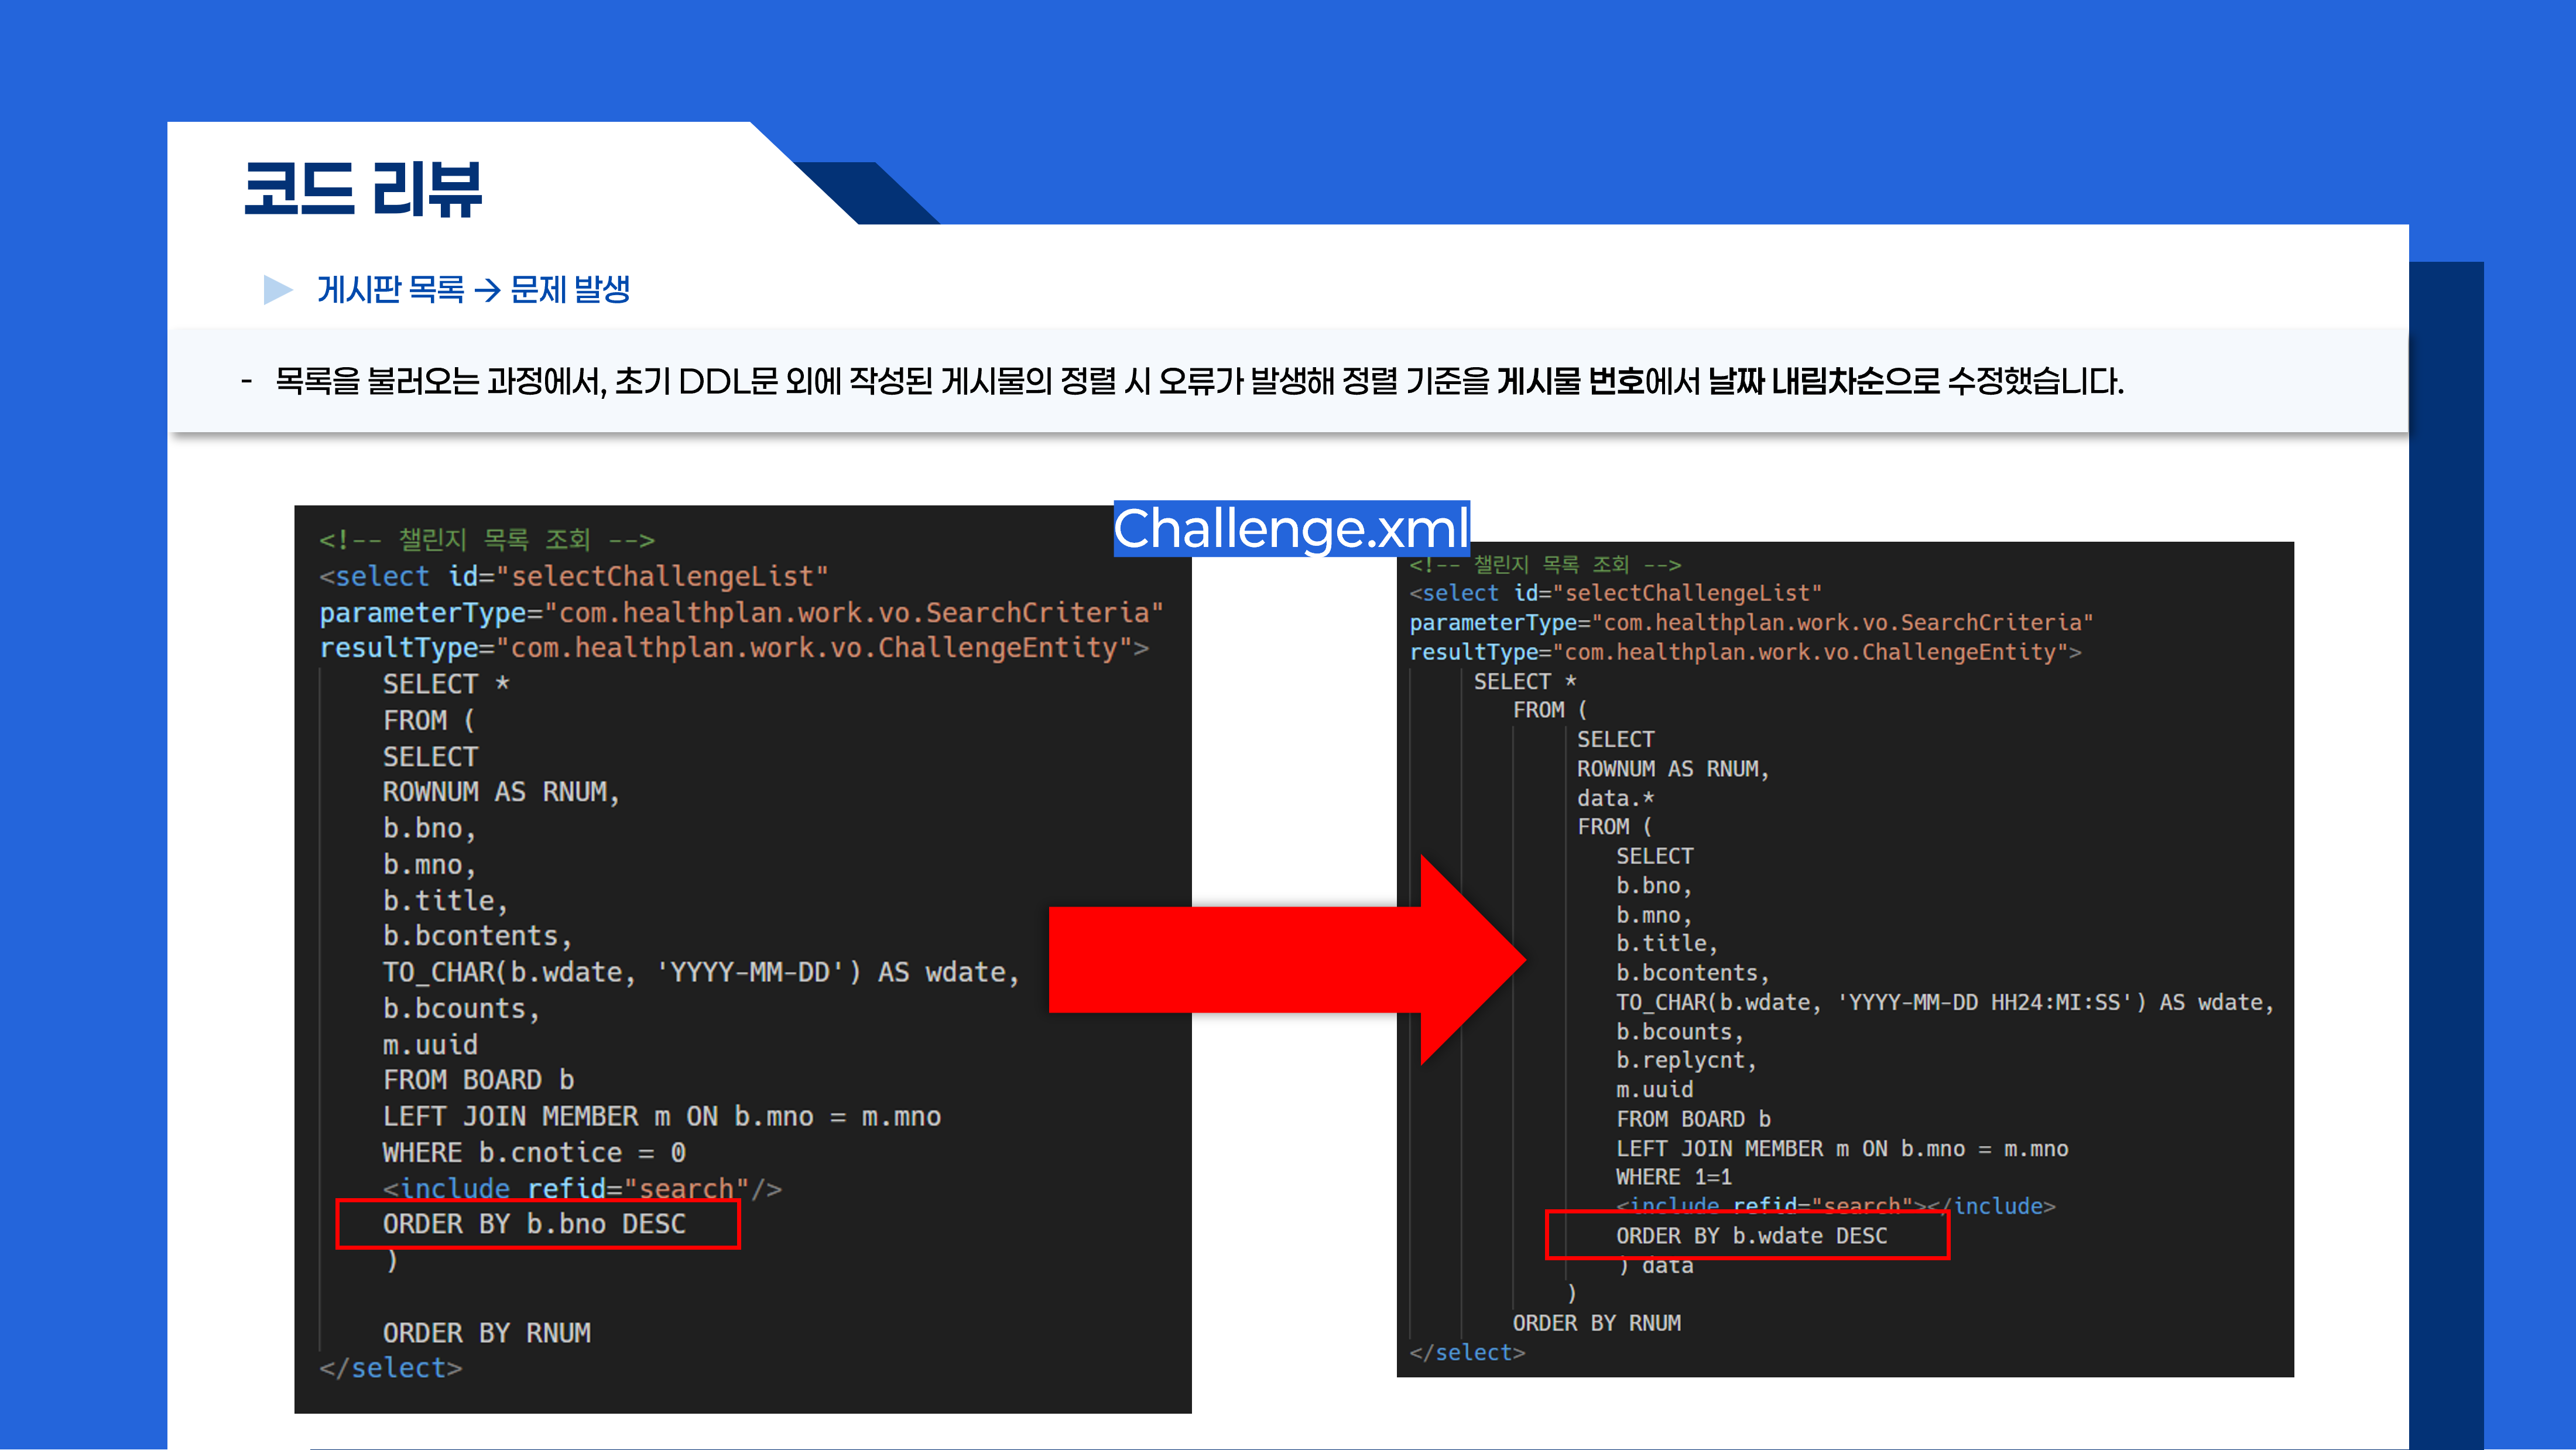 코드 리뷰
게시판 목록 → 문제 발생
- 목록을 불러오는 과정에서, 초기 DDL문 외에 작성된 게시물의 정렬 시 오류가 발생해 정렬 기준을 게시물 번호에서 날짜 내림차순으로 수정했습니다.
Challenge.xml
<!-- 챌린지 목록 조회 -->
<select id="selectChallengeList"
parameterType="com.healthplan.work.vo.SearchCriteria"
resultType="com.healthplan.work.vo.ChallengeEntity">
SELECT *
FROM (
SELECT
ROWNUM AS RNUM,
b.bno,
b.mno,
b.title,
b.bcontents,
TO_CHAR(b.wdate, 'YYYY-MM-DD') AS wdate,
b.bcounts,
m.uuid
FROM BOARD b
LEFT JOIN MEMBER m ON b.mno = m.mno
WHERE b.cnotice = 0
<include refid="search"/>
ORDER BY b.bno DESC
)
ORDER BY RNUM
</select>
<!-- 챌린지 목록 조회 -->
<select id="selectChallengeList"
parameterType="com.healthplan.work.vo.SearchCriteria"
resultType="com.healthplan.work.vo.ChallengeEntity">
SELECT *
FROM (
SELECT
ROWNUM AS RNUM,
data.*
FROM (
SELECT
b.bno,
b.mno,
b.title,
b.bcontents,
TO_CHAR(b.wdate, 'YYYY-MM-DD HH24:MI:SS') AS wdate,
b.bcounts,
b.replycnt,
m.uuid
FROM BOARD b
LEFT JOIN MEMBER m ON b.mno = m.mno
WHERE 1=1
<include refid="search"></include>
ORDER BY b.wdate DESC
) data
)
ORDER BY RNUM
</select>